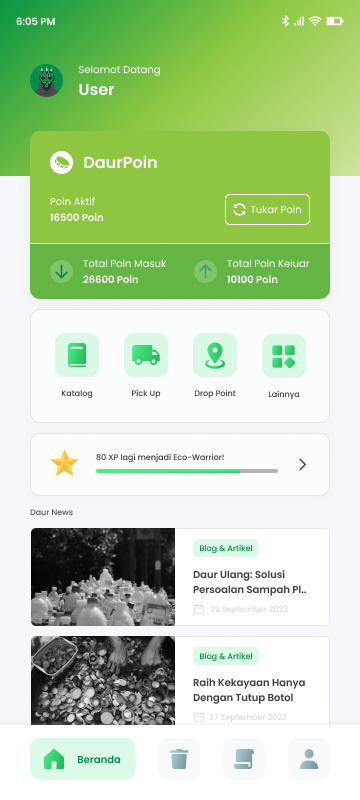 6:05 PM
Selamat Datang
User
DaurPoin
Poin Aktif
16500 Poin
Tukar Poin
Total Poin Masuk
26600 Poin
Total Poin Keluar
10100 Poin
Katalog
Pick Up
Drop Point
Lainnya
80 XP lagi menjadi Eco-Warrior!
Daur News
Blog & Artikel
Daur Ulang: Solusi
Persoalan Sampah Pl..
29 September 2023
Blog & Artikel
Raih Kekayaan Hanya
Dengan Tutup Botol
27 September 2023
Beranda